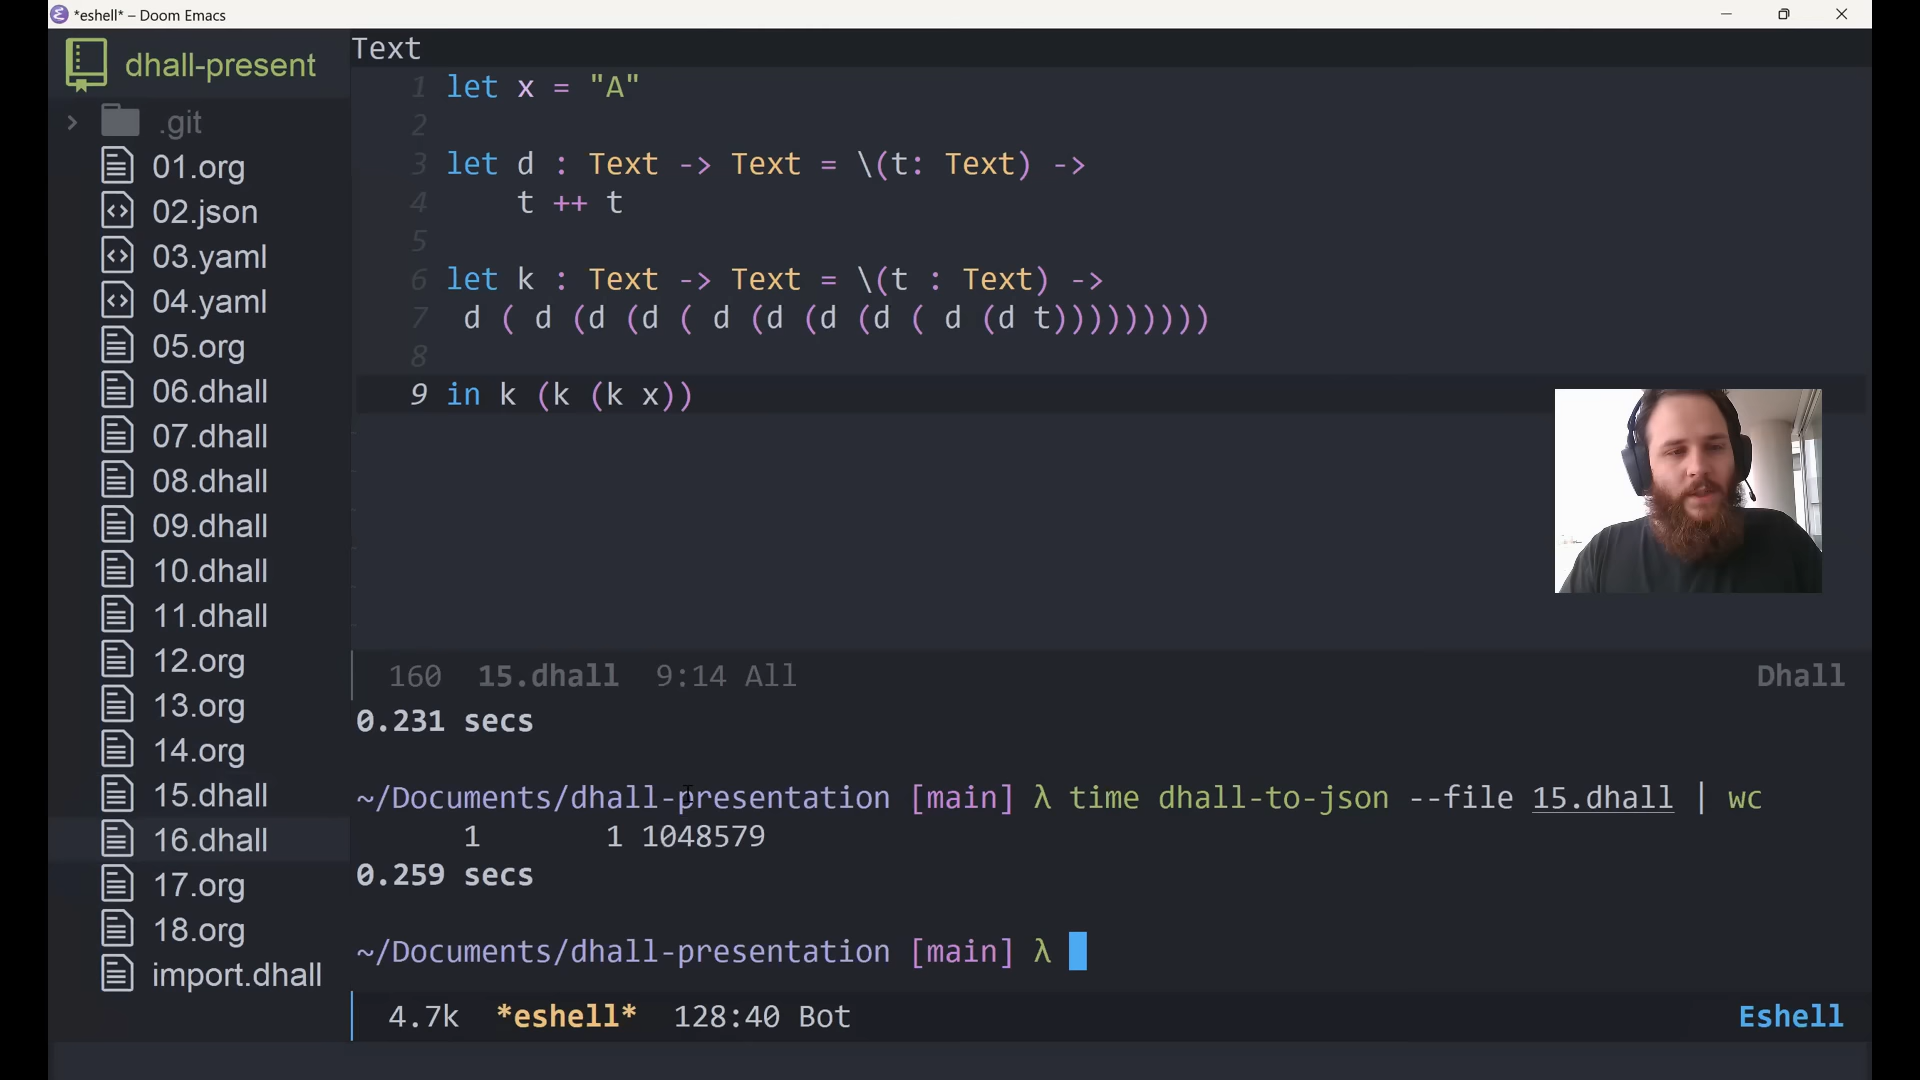 *eshell* – Doom Emacs
dhall-present
.git
01.org
02.json
03.yaml
04.yaml
05.org
06.dhall
07.dhall
08.dhall
09.dhall
10.dhall
11.dhall
12.org
13.org
14.org
15.dhall
16.dhall
17.org
18.org
import.dhall
Text
1 let x = "A"
2
3 let d : Text -> Text = \(t: Text) ->
4 t ++ t
5
6 let k : Text -> Text = \(t : Text) ->
7 d ( d (d (d ( d (d (d (d ( d (d t)))))))))
8
9 in k (k (k x))
160 15.dhall 9:14 All Dhall
0.231 secs
~/Documents/dhall-presentation [main] λ time dhall-to-json --file 15.dhall | wc
1 1 1048579
0.259 secs
~/Documents/dhall-presentation [main] λ
4.7k *eshell* 128:40 Bot Eshell